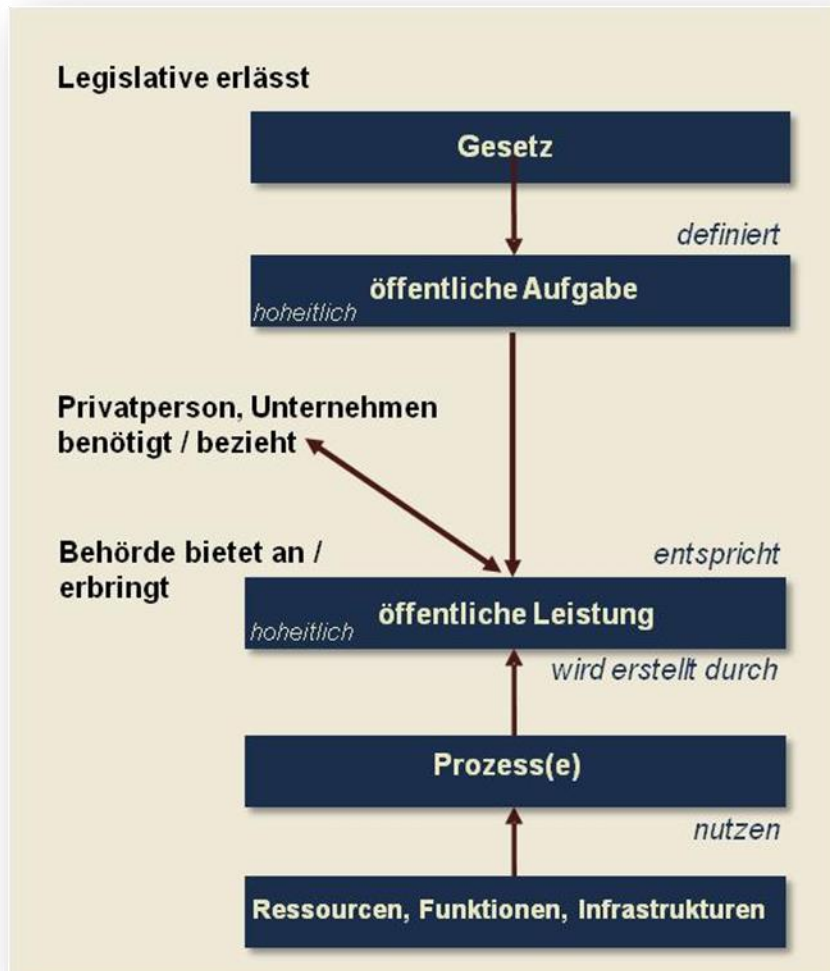 Legislative erlässt
Gesetz
definiert
öffentliche Aufgabe
hoheitlich
Privatperson, Unternehmen
benötigt / bezieht
Behörde bietet an /
erbringt
entspricht
öffentliche Leistung
hoheitlich
wird erstellt durch
Prozess(e)
nutzen
Ressourcen, Funktionen, Infrastrukturen